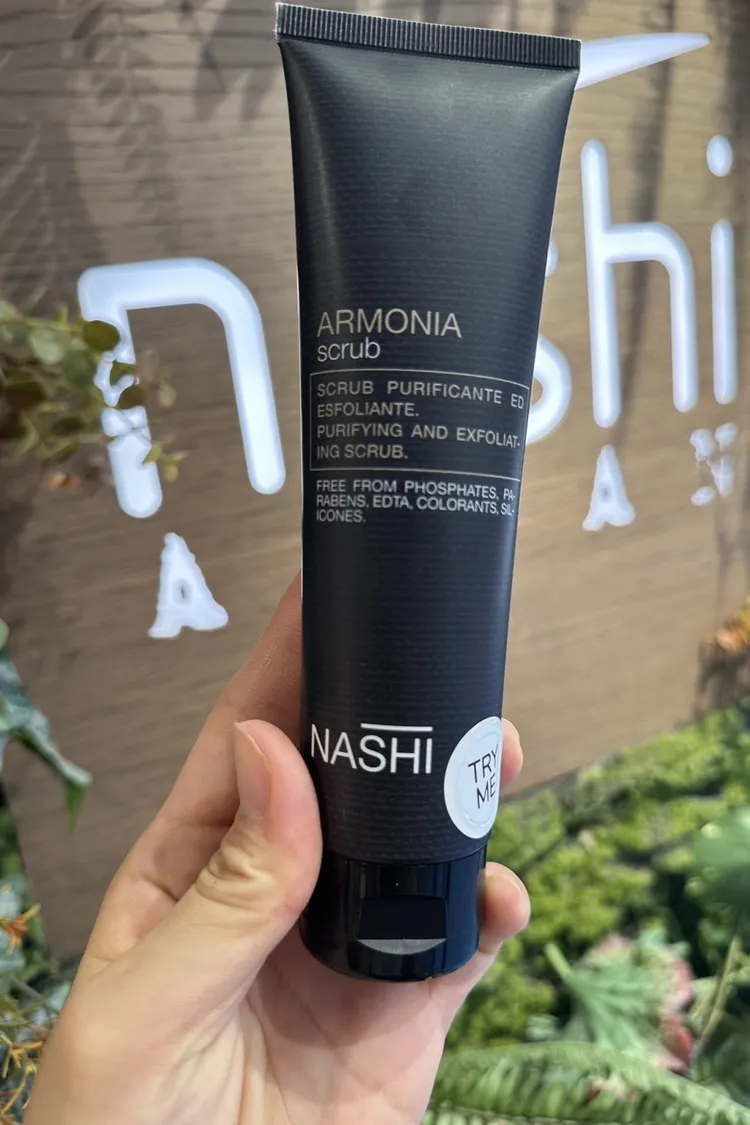 ARMONIA
scrub
SCRUB PURIFICANTE ED
ESFOLIANTE.
PURIFYING AND EXFOLIAT-
ING SCRUB.
FREE FROM PHOSPHATES, PA-
RABENS, EDTA, COLORANTS, SIL-
ICONES.
NASHI
TRY
ME